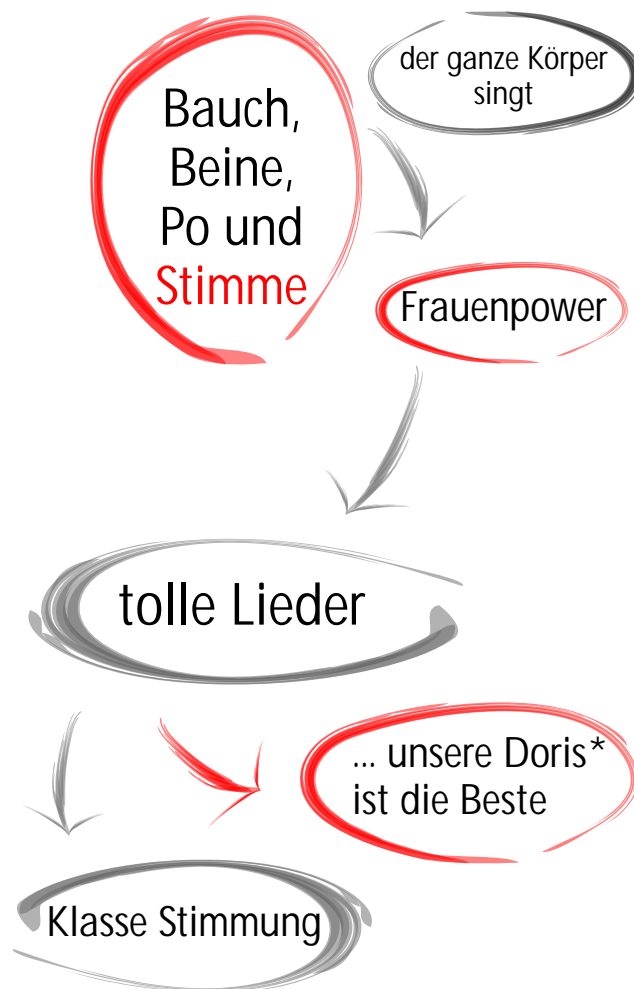 Bauch,
Beine,
Po und
Stimme
der ganze Körper
singt
Frauenpower
tolle Lieder
... unsere Doris*
ist die Beste
Klasse Stimmung